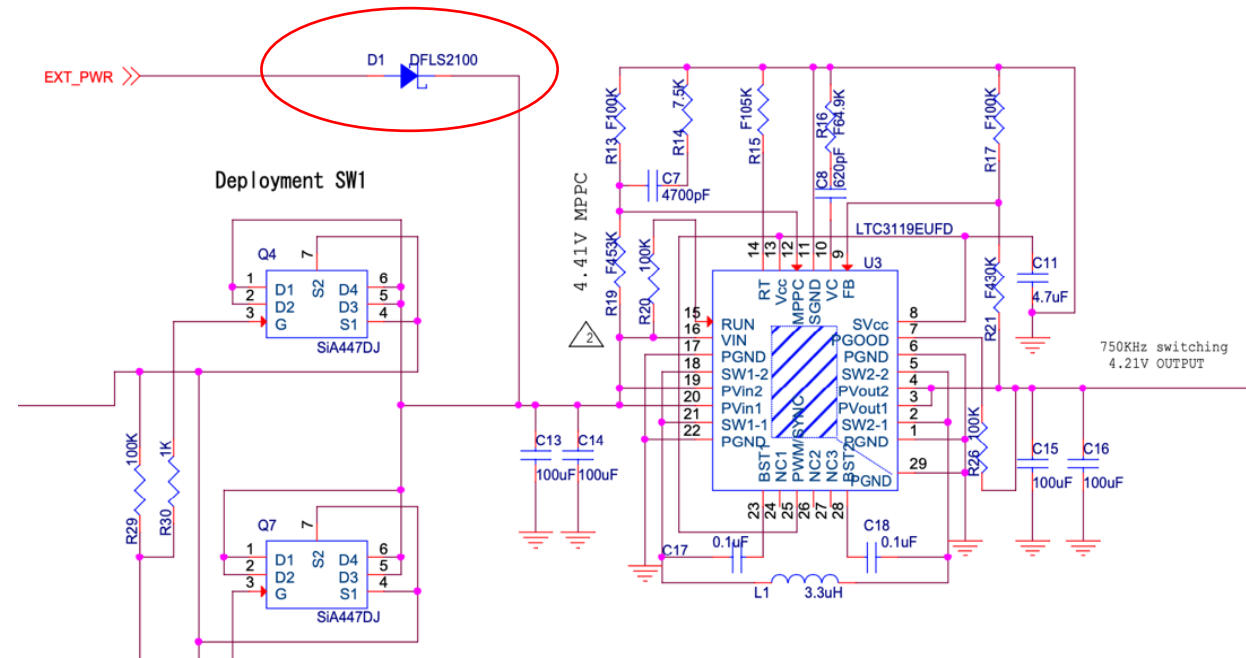 EXT_PWR
D1
DFLS2100
Deployment SW1
Q4
7
1
2
3
D1
D2
G
S2
D4
D3
S1
6
5
4
SiA447DJ
R29
100K
R30
1K
Q7
7
1
2
3
D1
D2
G
S2
D4
D3
S1
6
5
4
SiA447DJ
R13
F100K
R14
7.5K
R15
F105K
R16
F64.9K
R17
F100K
C7
4700pF
C8
620pF
4.41V MPPC
2
R19
F453K
R20
100K
LTC3119EUFD
U3
14
13
12
11
10
9
RT
Vcc
MPPC
SGND
VC
FB
15
16
17
18
19
20
21
22
RUN
VIN
PGND
SW1-2
PVin2
PVin1
SW1-1
PGND
SVcc
PGOOD
PGND
SW2-2
PVout2
PVout1
SW2-1
PGND
PGND
8
7
6
5
4
3
2
1
29
BST1
NC1
PWM/SYNC
NC2
NC3
BST2
23
24
25
26
27
28
R21
F430K
C11
4.7uF
750KHz switching
4.21V OUTPUT
R26
100K
C13
100uF
C14
100uF
C15
100uF
C16
100uF
C17
0.1uF
C18
0.1uF
L1
3.3uH